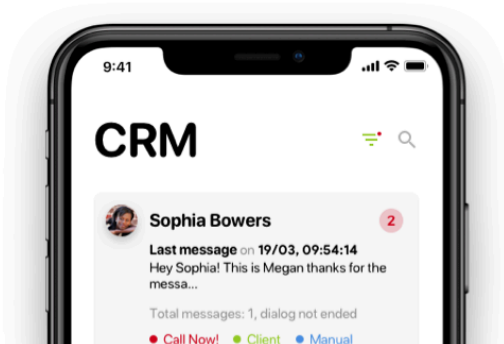 9:41
CRM
Sophia Bowers
2
Last message on 19/03, 09:54:14
Hey Sophia! This is Megan thanks for the
messa...
Total messages: 1, dialog not ended
Call Now! Client Manual